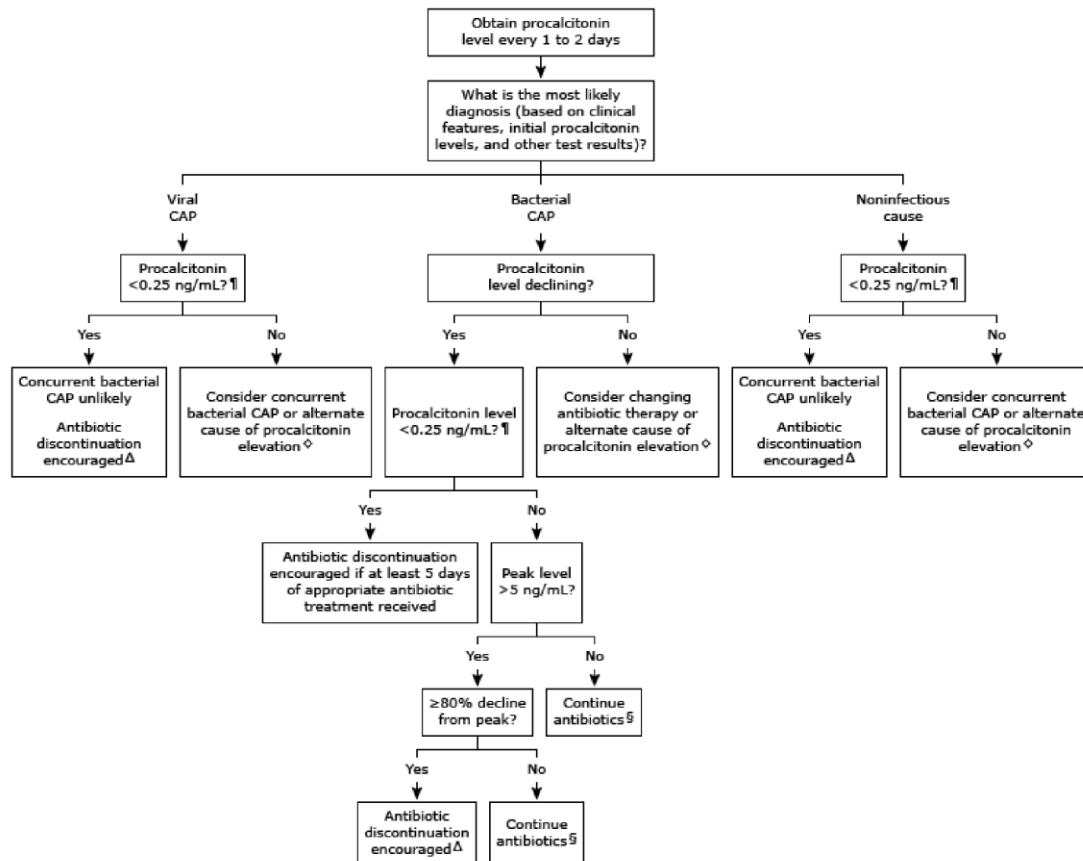 Obtain procalcitonin
level every 1 to 2 days
What is the most likely
diagnosis (based on clinical
features, initial procalcitonin
levels, and other test results)?
Viral
CAP
Bacterial
CAP
Noninfectious
cause
Procalcitonin
<0.25 ng/mL?¶
Procalcitonin
level declining?
Procalcitonin
<0.25 ng/mL?¶
Yes
No
Yes
No
Yes
No
Concurrent bacterial
CAP unlikely
Antibiotic
discontinuation
encouragedΔ
Consider concurrent
bacterial CAP or alternate
cause of procalcitonin
elevation◇
Procalcitonin level
<0.25 ng/mL?¶
Consider changing
antibiotic therapy or
alternate cause of
procalcitonin elevation◇
Concurrent bacterial
CAP unlikely
Antibiotic
discontinuation
encouragedΔ
Consider concurrent
bacterial CAP or alternate
cause of procalcitonin
elevation◇
Yes
No
Antibiotic discontinuation
encouraged if at least 5 days
of appropriate antibiotic
treatment received
Peak level
>5 ng/mL?
Yes
No
≥80% decline
from peak?
Continue
antibiotics§
Yes
No
Antibiotic
discontinuation
encouragedΔ
Continue
antibiotics§